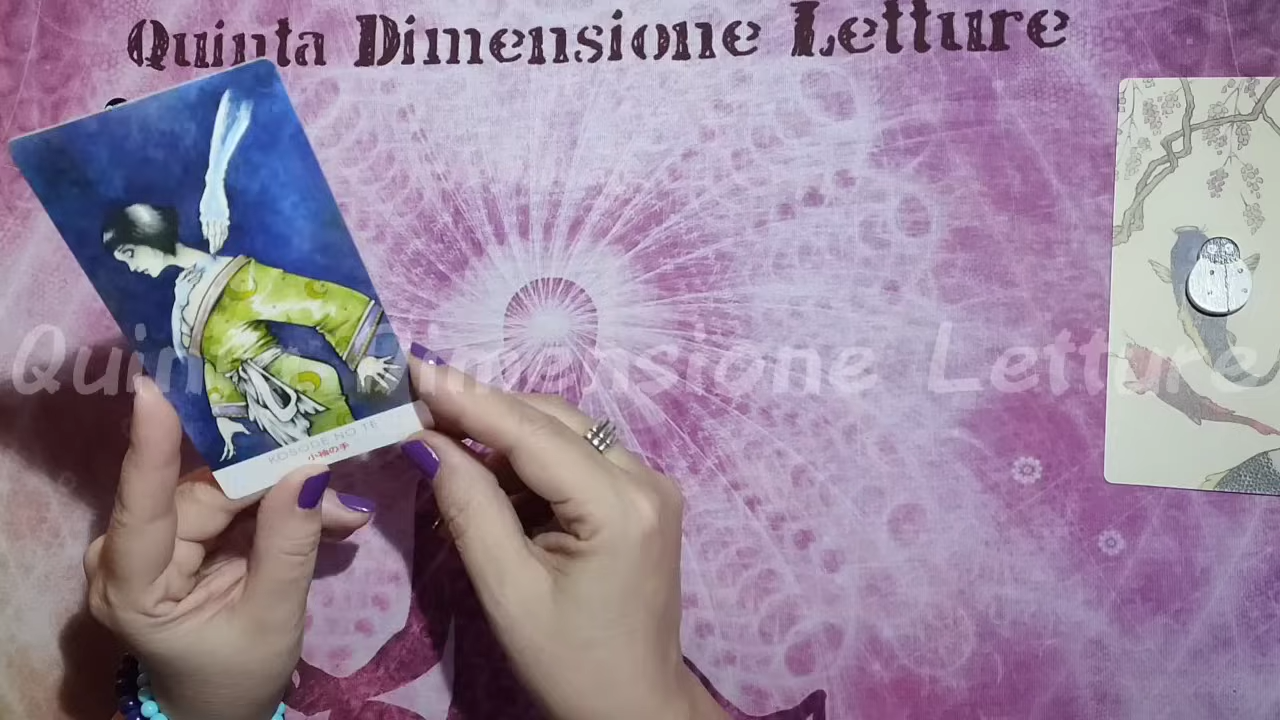 Quinta Dimensione Letture
Quinta Dimensione Letture
KOSODE NO TE
小袖の手